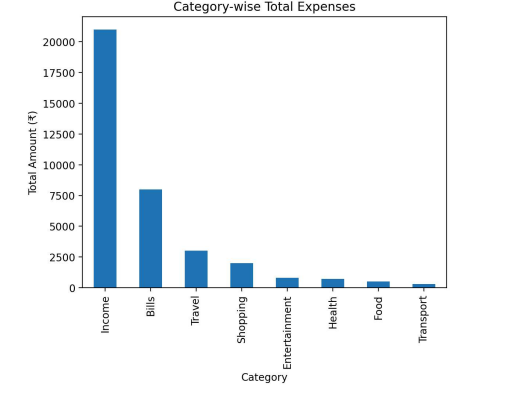 Category-wise Total Expenses
20000
17500
15000
12500
10000
7500
5000
2500
0
Total Amount (₹)
Income
Bills
Travel
Shopping
Entertainment
Health
Food
Transport
Category